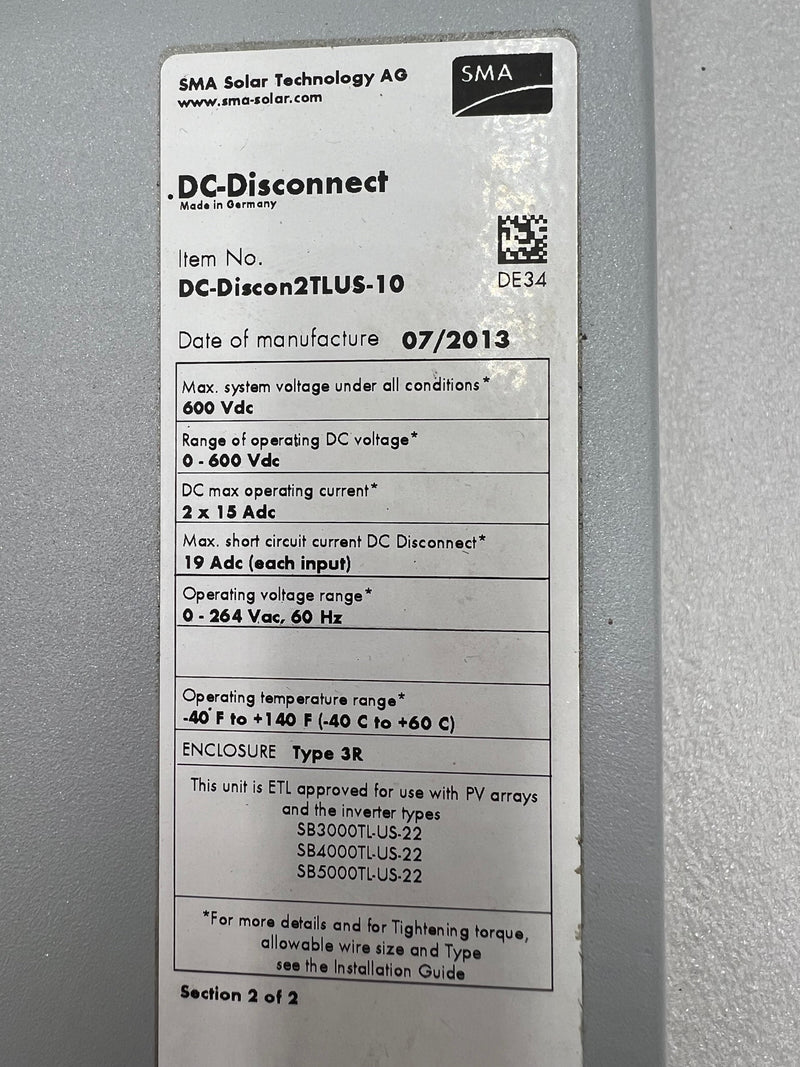 SMA Solar Technology AG
www.sma-solar.com
SMA
DC-Disconnect
Made in Germany
Item No.
DC-Discon2TLUS-10
DE34
Date of manufacture 07/2013
Max. system voltage under all conditions*
600 Vdc
Range of operating DC voltage*
0 - 600 Vdc
DC max operating current*
2 x 15 Adc
Max. short circuit current DC Disconnect*
19 Adc (each input)
Operating voltage range*
0 - 264 Vac, 60 Hz
Operating temperature range*
-40°F to +140 F (-40 C to +60 C)
ENCLOSURE Type 3R
This unit is ETL approved for use with PV arrays
and the inverter types
SB3000TL-US-22
SB4000TL-US-22
SB5000TL-US-22
*For more details and for Tightening torque,
allowable wire size and Type
see the Installation Guide
Section 2 of 2